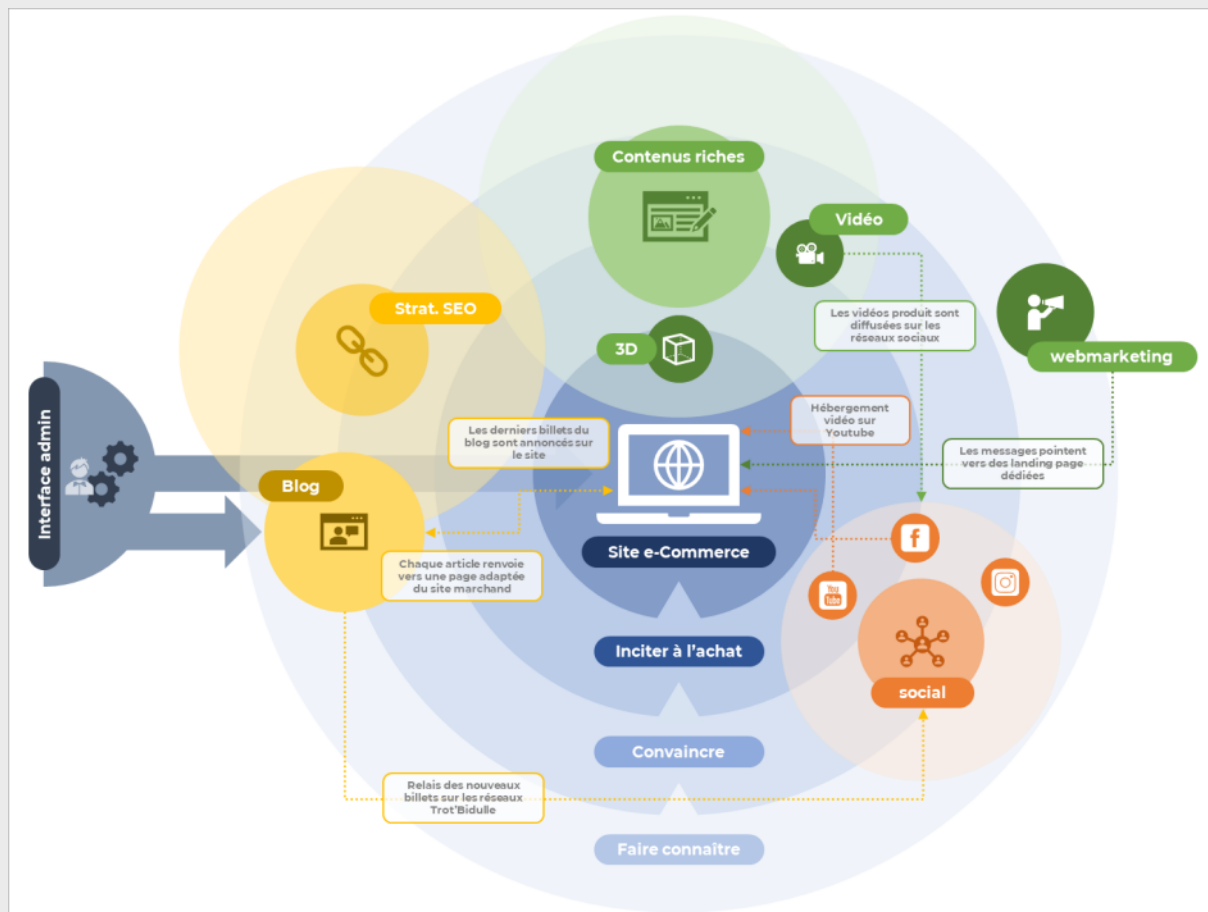 Contenus riches
Vidéo
Strat. SEO
Les vidéos produit sont
diffusées sur les
réseaux sociaux
3D
webmarketing
Interface admin
Hébergement
vidéo sur
Youtube
Les derniers billets du
blog sont annoncés sur
le site
Les messages pointent
vers des landing page
dédiées
Blog
Site e-Commerce
Chaque article renvoie
vers une page adaptée
du site marchand
You
Tube
Inciter à l'achat
social
Convaincre
Relais des nouveaux
billets sur les réseaux
Trot'Bidulle
Faire connaître